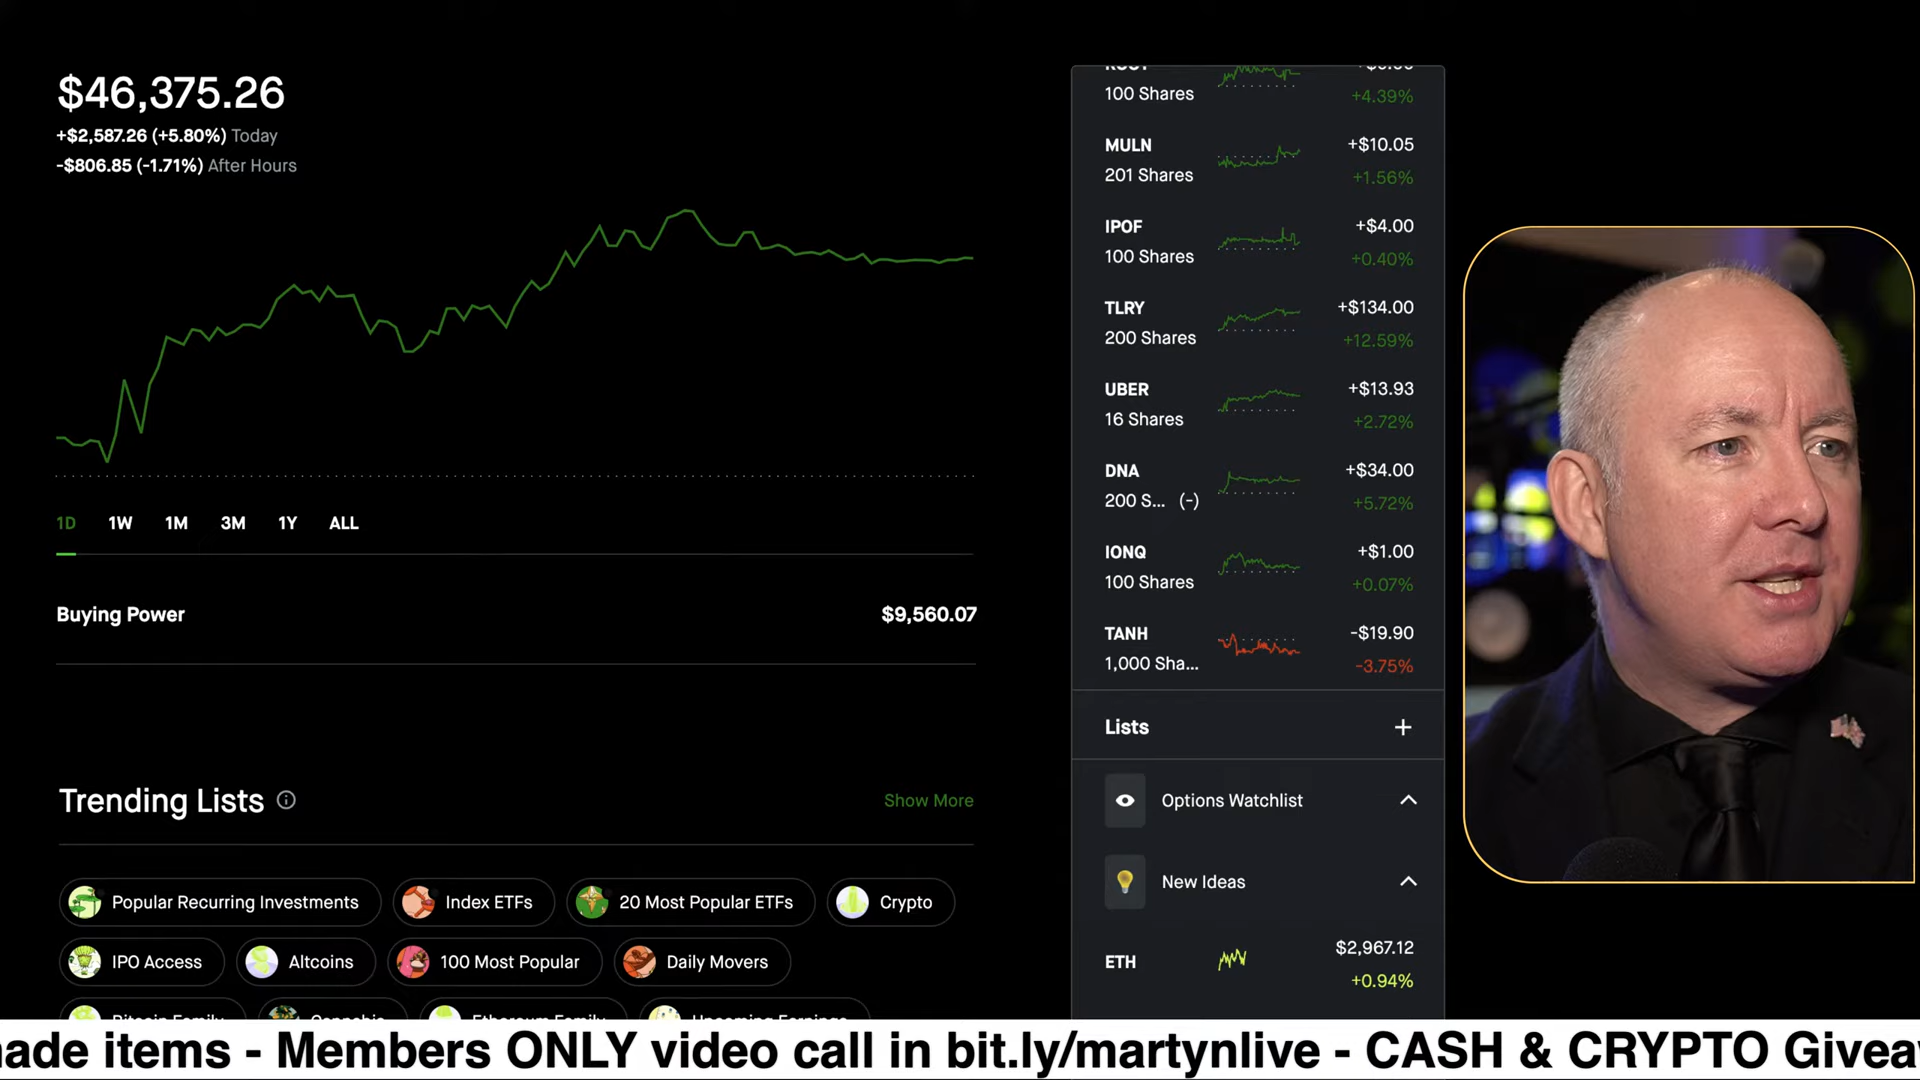 $46,375.26
+$2,587.26 (+5.80%) Today
-$806.85 (-1.71%) After Hours
1D 1W 1M 3M 1Y ALL
Buying Power $9,560.07
Trending Lists Show More
Popular Recurring Investments Index ETFs 20 Most Popular ETFs Crypto
IPO Access Altcoins 100 Most Popular Daily Movers
100 Shares +4.39%
MULN +$10.05
201 Shares +1.56%
IPOF +$4.00
100 Shares +0.40%
TLRY +$134.00
200 Shares +12.59%
UBER +$13.93
16 Shares +2.72%
DNA +$34.00
200 S... (-) +5.72%
IONQ +$1.00
100 Shares +0.07%
TANH -$19.90
1,000 Sha... -3.75%
Lists +
Options Watchlist
New Ideas
ETH $2,967.12
+0.94%
ade items - Members ONLY video call in bit.ly/martynlive - CASH & CRYPTO Givea